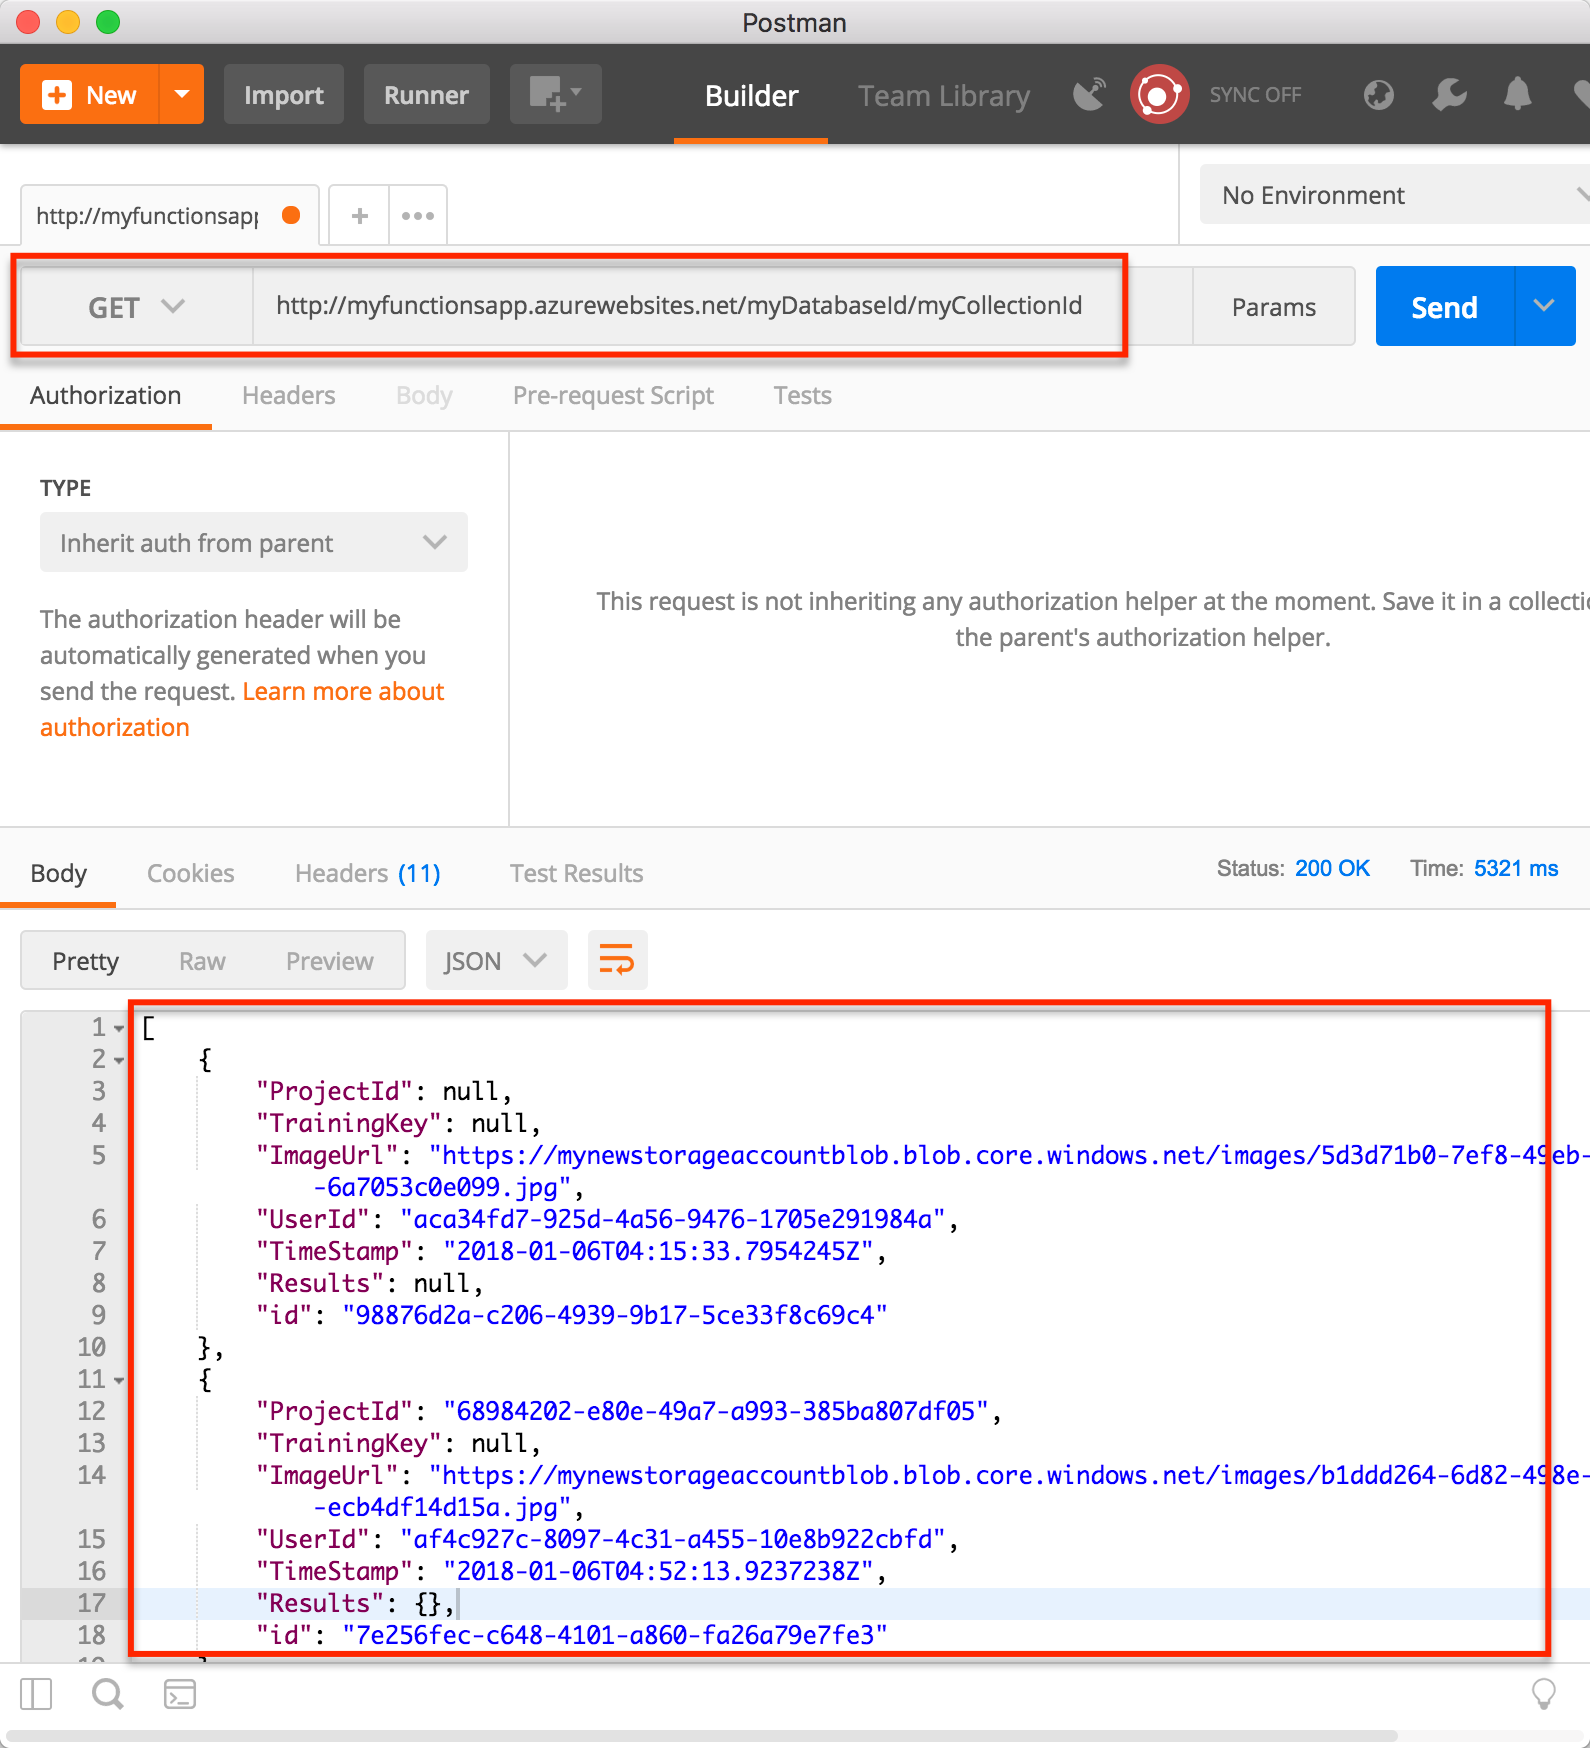 Postman
New
Import
Runner
Builder
Team Library
SYNC OFF
http://myfunctionsapp
No Environment
GET
http://myfunctionsapp.azurewebsites.net/myDatabaseId/myCollectionId
Params
Send
Authorization
Headers
Body
Pre-request Script
Tests
TYPE
Inherit auth from parent
The authorization header will be
automatically generated when you
send the request. Learn more about
authorization
This request is not inheriting any authorization helper at the moment. Save it in a collectio
the parent's authorization helper.
Body
Cookies
Headers (11)
Test Results
Status: 200 OK
Time: 5321 ms
Pretty
Raw
Preview
JSON
1 [
2 {
3 "ProjectId": null,
4 "TrainingKey": null,
5 "ImageUrl": "https://mynewstorageaccountblob.blob.core.windows.net/images/5d3d71b0-7ef8-49eb-
-6a7053c0e099.jpg",
6 "UserId": "aca34fd7-925d-4a56-9476-1705e291984a",
7 "TimeStamp": "2018-01-06T04:15:33.7954245Z",
8 "Results": null,
9 "id": "98876d2a-c206-4939-9b17-5ce33f8c69c4"
10 },
11 {
12 "ProjectId": "68984202-e80e-49a7-a993-385ba807df05",
13 "TrainingKey": null,
14 "ImageUrl": "https://mynewstorageaccountblob.blob.core.windows.net/images/b1ddd264-6d82-498e-
-ecb4df14d15a.jpg",
15 "UserId": "af4c927c-8097-4c31-a455-10e8b922cbfd",
16 "TimeStamp": "2018-01-06T04:52:13.9237238Z",
17 "Results": {},
18 "id": "7e256fec-c648-4101-a860-fa26a79e7fe3"